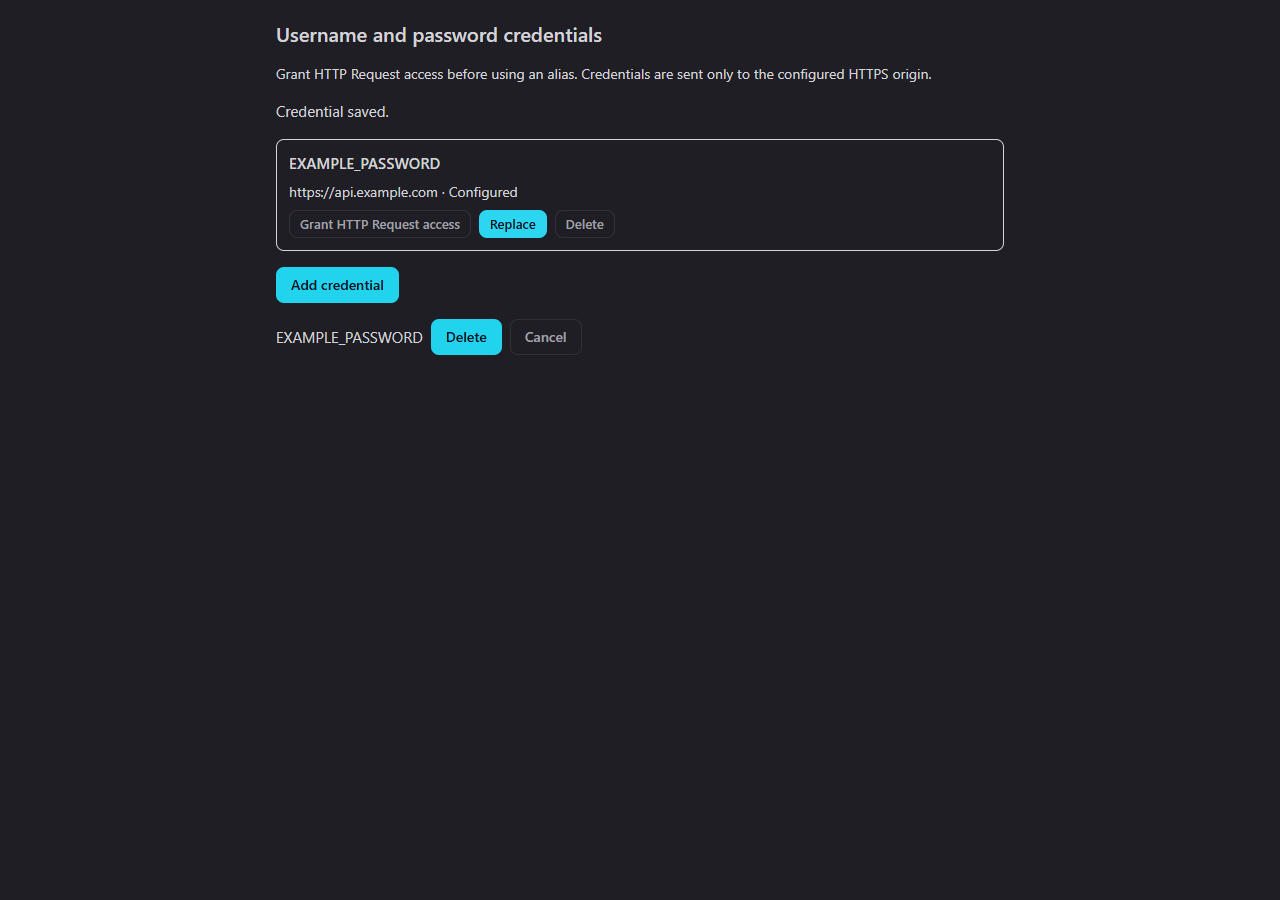 Username and password credentials
Grant HTTP Request access before using an alias. Credentials are sent only to the configured HTTPS origin.
Credential saved.
EXAMPLE_PASSWORD
https://api.example.com · Configured
Grant HTTP Request access Replace Delete
Add credential
EXAMPLE_PASSWORD Delete Cancel